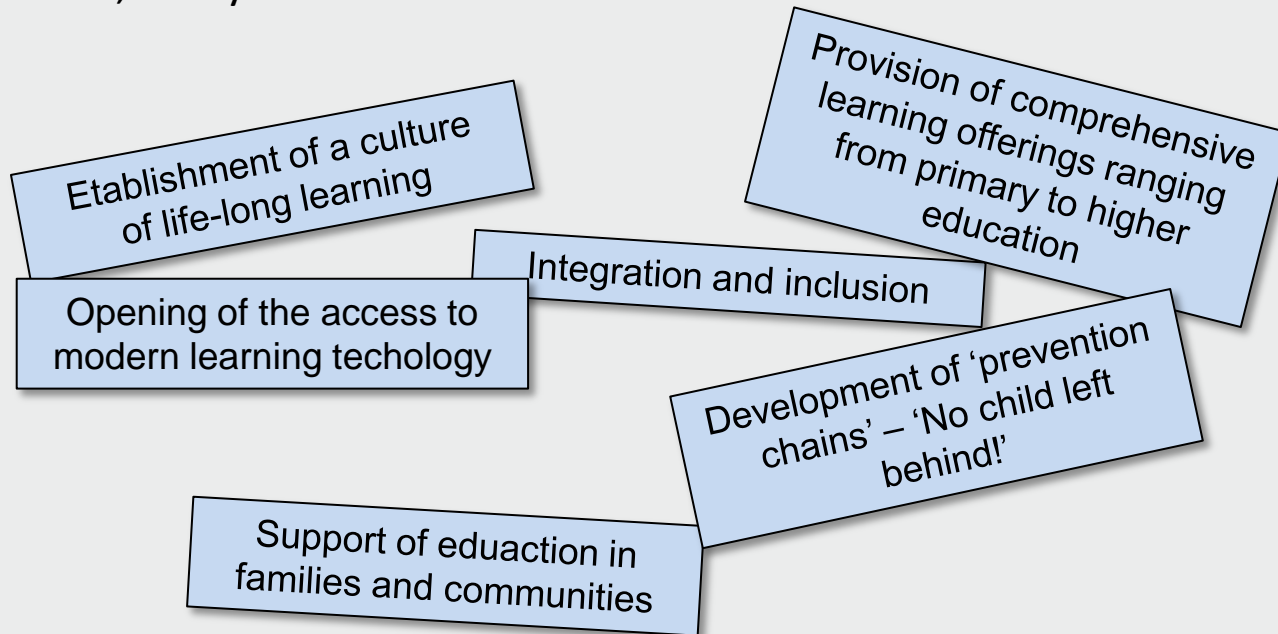 Etablishment of a culture
of life-long learning
Provision of comprehensive
learning offerings ranging
from primary to higher
education
Integration and inclusion
Opening of the access to
modern learning techology
Development of ‘prevention
chains’ – ‘No child left
behind!’
Support of eduaction in
families and communities